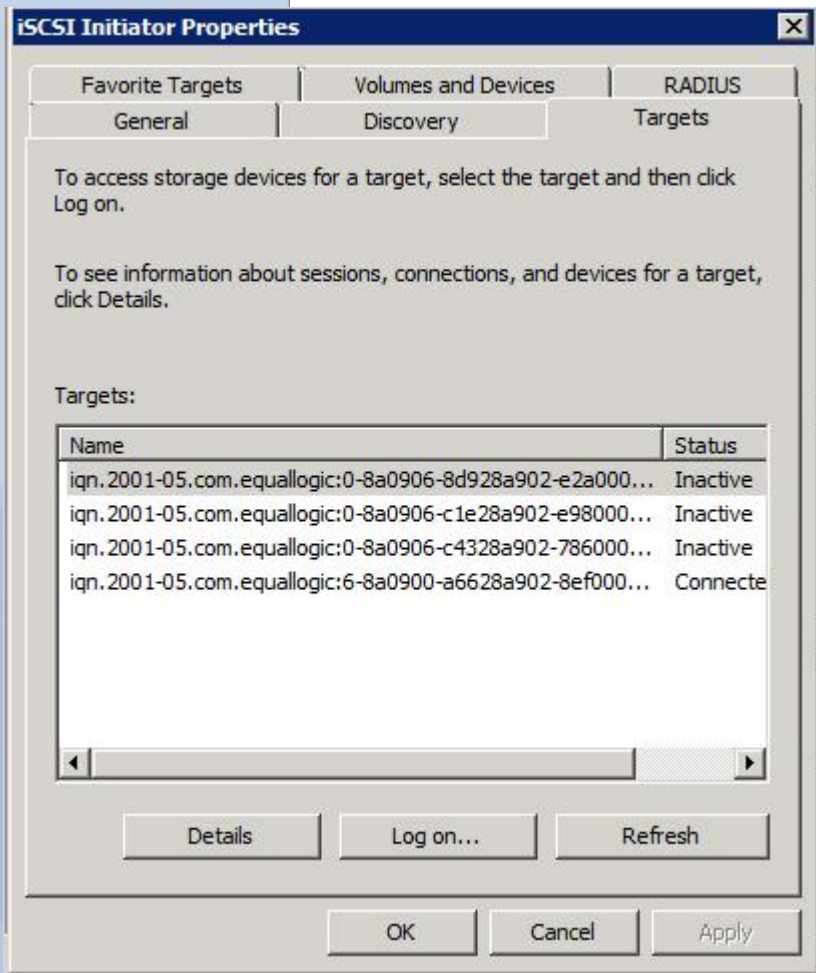 iSCSI Initiator Properties
Favorite Targets Volumes and Devices RADIUS
General Discovery Targets
To access storage devices for a target, select the target and then click
Log on.
To see information about sessions, connections, and devices for a target,
click Details.
Targets:
Name Status
iqn.2001-05.com.equallogic:0-8a0906-8d928a902-e2a000... Inactive
iqn.2001-05.com.equallogic:0-8a0906-c1e28a902-e98000... Inactive
iqn.2001-05.com.equallogic:0-8a0906-c4328a902-786000... Inactive
iqn.2001-05.com.equallogic:6-8a0900-a6628a902-8ef000... Connecte
Details Log on... Refresh
OK Cancel Apply